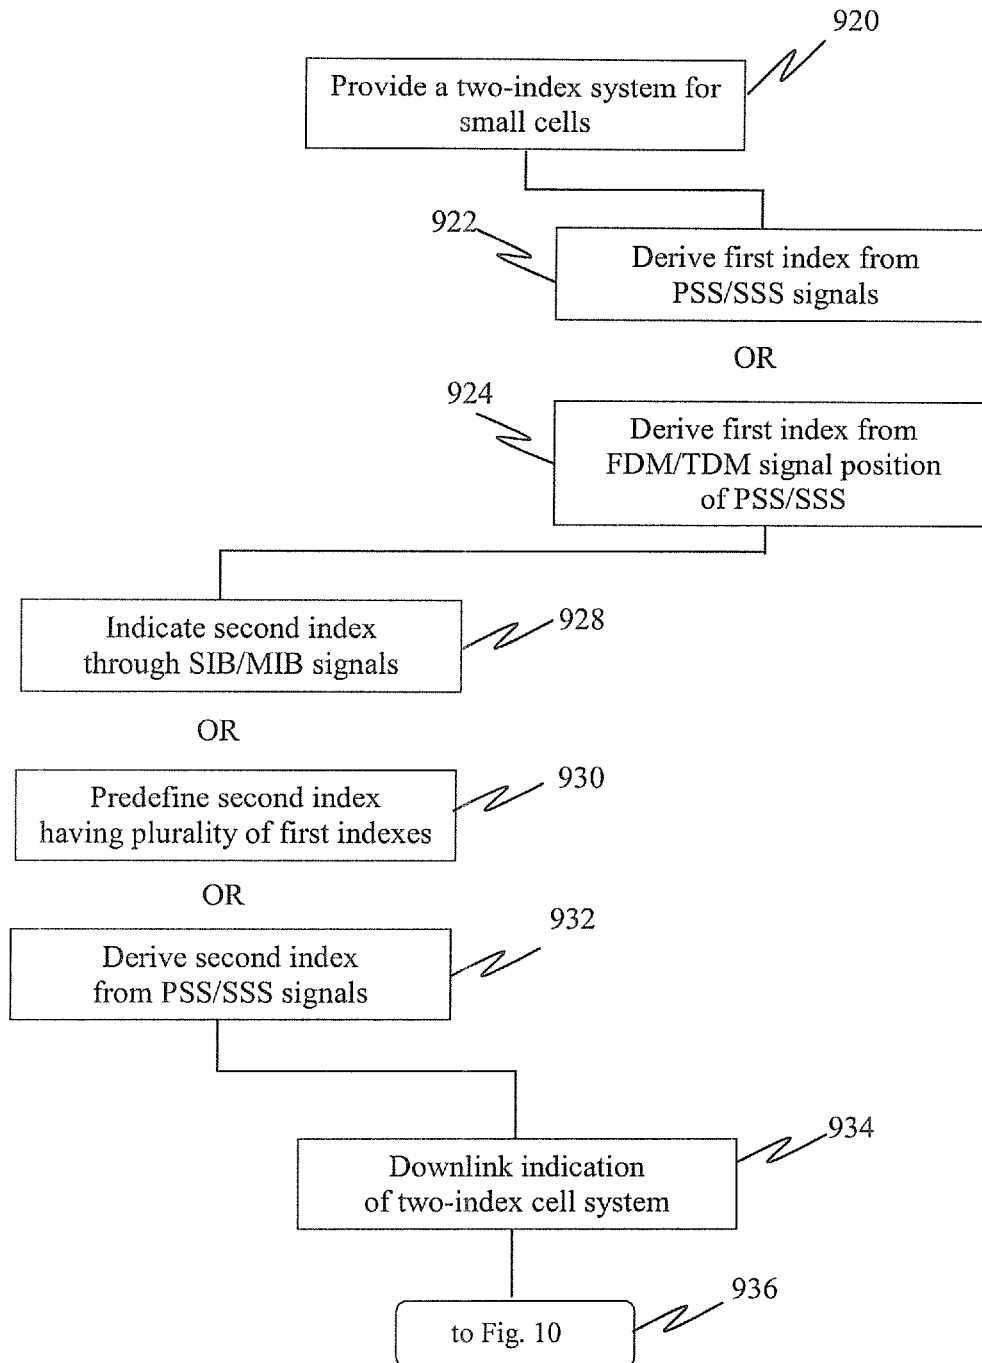 920
Provide a two-index system for
small cells
922
Derive first index from
PSS/SSS signals
OR
924
Derive first index from
FDM/TDM signal position
of PSS/SSS
Indicate second index
through SIB/MIB signals
928
OR
Predefine second index
having plurality of first indexes
930
OR
932
Derive second index
from PSS/SSS signals
934
Downlink indication
of two-index cell system
936
to Fig. 10